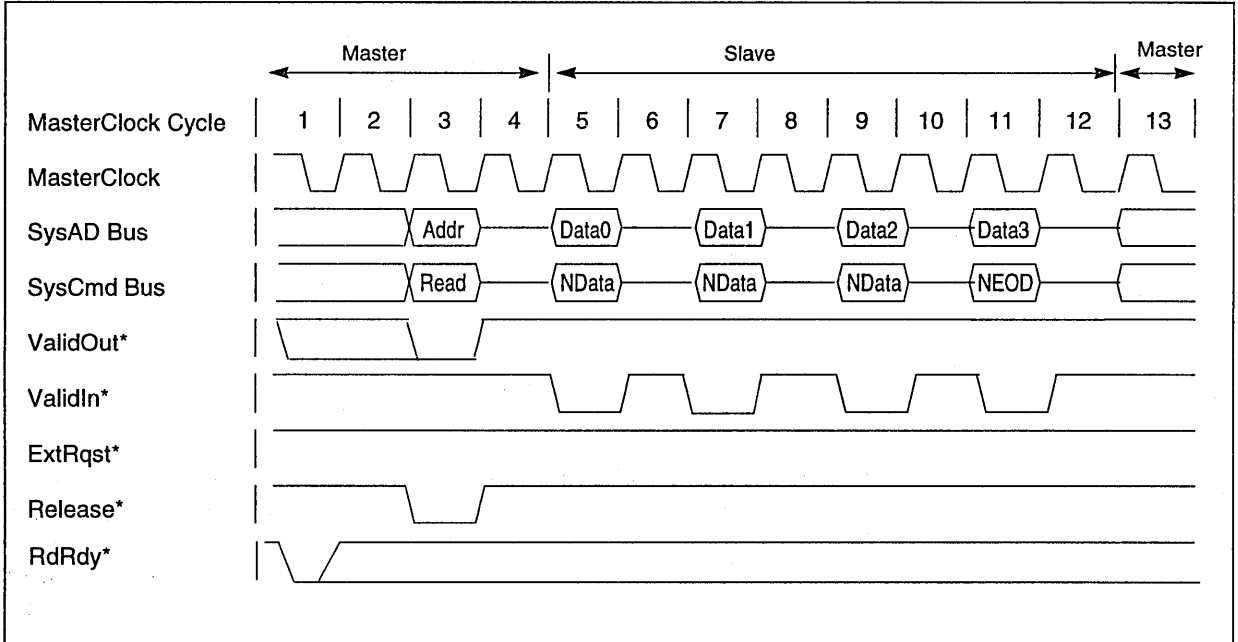 Master Slave Master
MasterClock Cycle 1 2 3 4 5 6 7 8 9 10 11 12 13
MasterClock
SysAD Bus Addr Data0 Data1 Data2 Data3
SysCmd Bus Read NData NData NData NEOD
ValidOut*
ValidIn*
ExtRqst*
Release*
RdRdy*